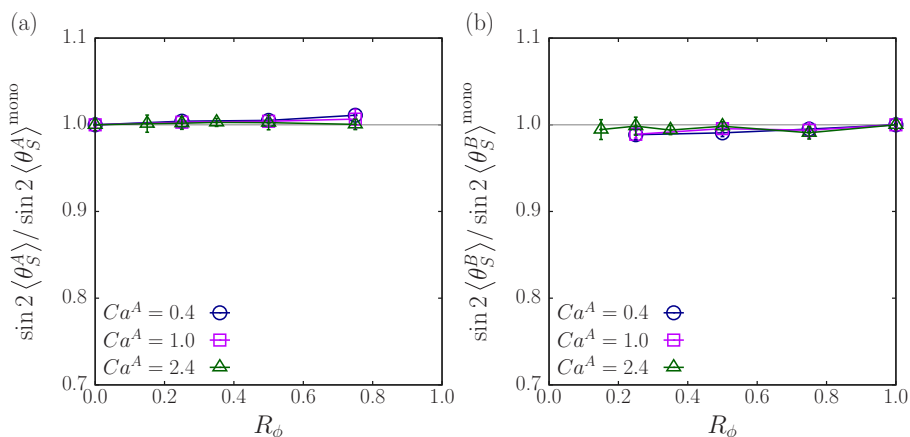 (a)
sin 2 ⟨θ_S^A⟩ / sin 2 ⟨θ_S^A⟩^mono
1.1
1.0
0.9
0.8
0.7
Ca^A = 0.4
Ca^A = 1.0
Ca^A = 2.4
0.0 0.2 0.4 0.6 0.8 1.0
R_ϕ
(b)
sin 2 ⟨θ_S^B⟩ / sin 2 ⟨θ_S^B⟩^mono
1.1
1.0
0.9
0.8
0.7
Ca^A = 0.4
Ca^A = 1.0
Ca^A = 2.4
0.0 0.2 0.4 0.6 0.8 1.0
R_ϕ